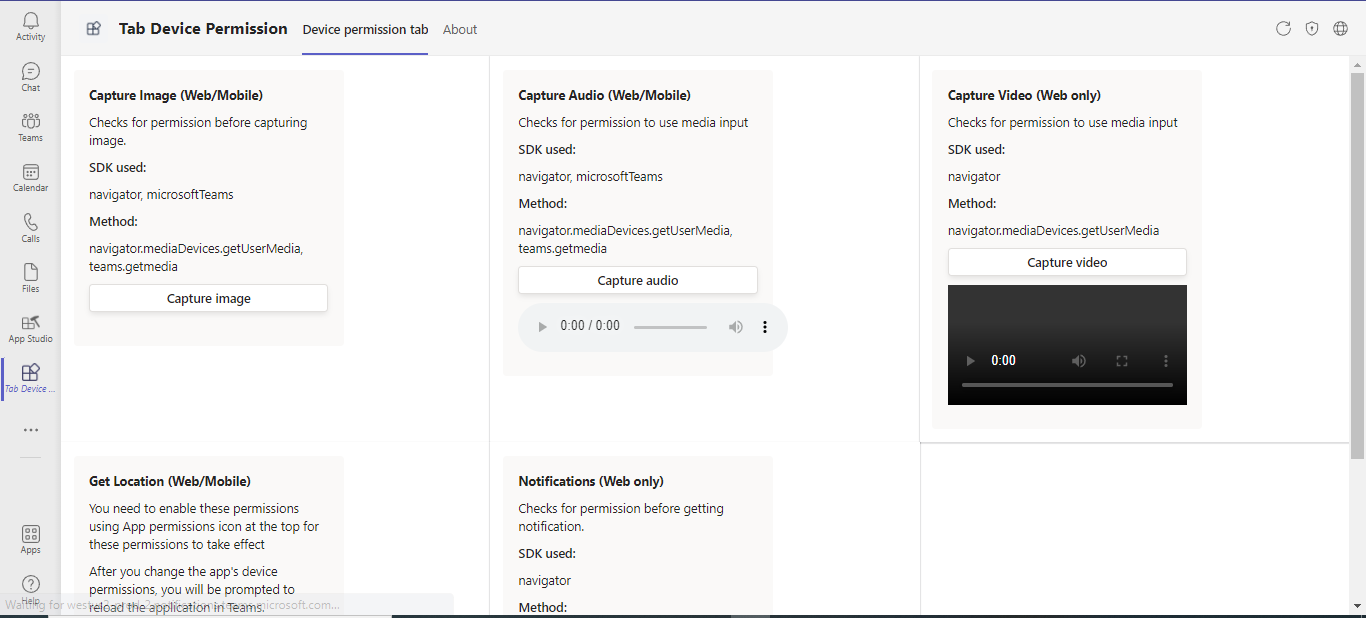 Activity
Chat
Teams
Calendar
Calls
Files
App Studio
Tab Device ...
Apps
Help
Tab Device Permission
Device permission tab
About
Capture Image (Web/Mobile)
Checks for permission before capturing
image.
SDK used:
navigator, microsoftTeams
Method:
navigator.mediaDevices.getUserMedia,
teams.getmedia
Capture image
Capture Audio (Web/Mobile)
Checks for permission to use media input
SDK used:
navigator, microsoftTeams
Method:
navigator.mediaDevices.getUserMedia,
teams.getmedia
Capture audio
0:00 / 0:00
Capture Video (Web only)
Checks for permission to use media input
SDK used:
navigator
Method:
navigator.mediaDevices.getUserMedia
Capture video
0:00
Get Location (Web/Mobile)
You need to enable these permissions
using App permissions icon at the top for
these permissions to take effect
After you change the app's device
permissions, you will be prompted to
reload the application in Teams.
Notifications (Web only)
Checks for permission before getting
notification.
SDK used:
navigator
Method:
Waiting for